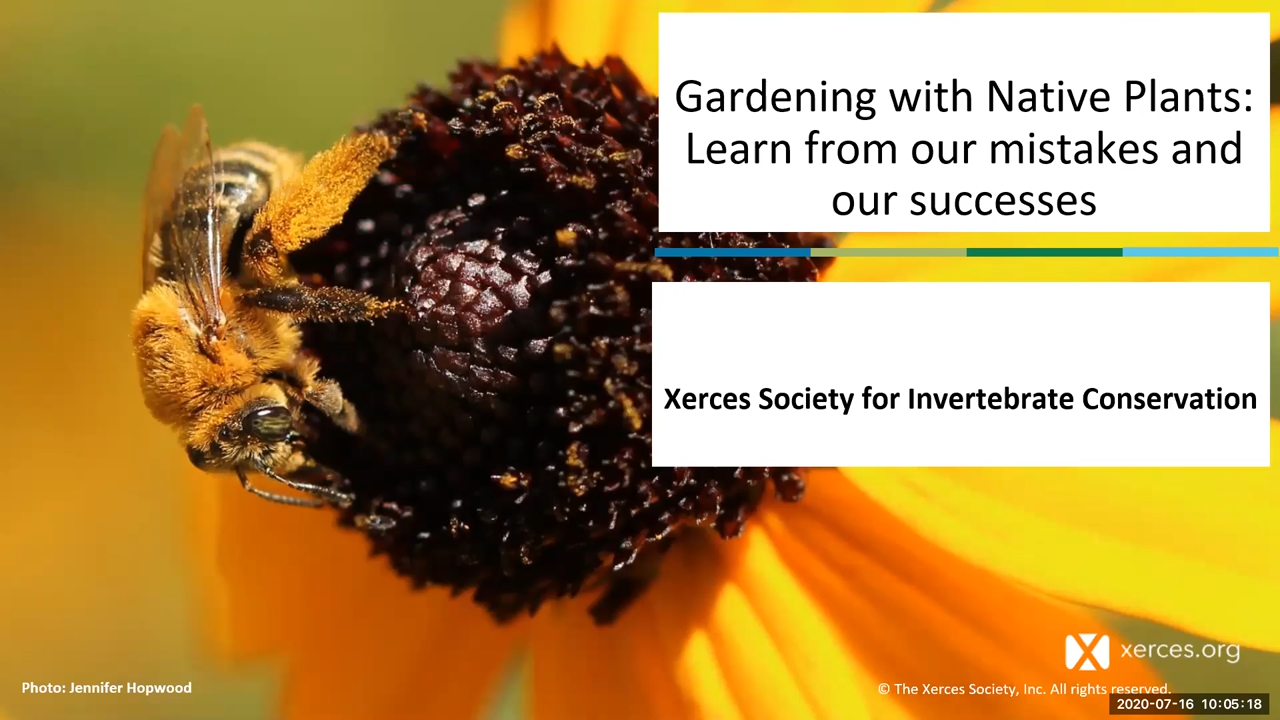 Gardening with Native Plants:
Learn from our mistakes and
our successes
Xerces Society for Invertebrate Conservation
xerces.org
Photo: Jennifer Hopwood
© The Xerces Society, Inc. All rights reserved.
2020-07-16 10:05:18